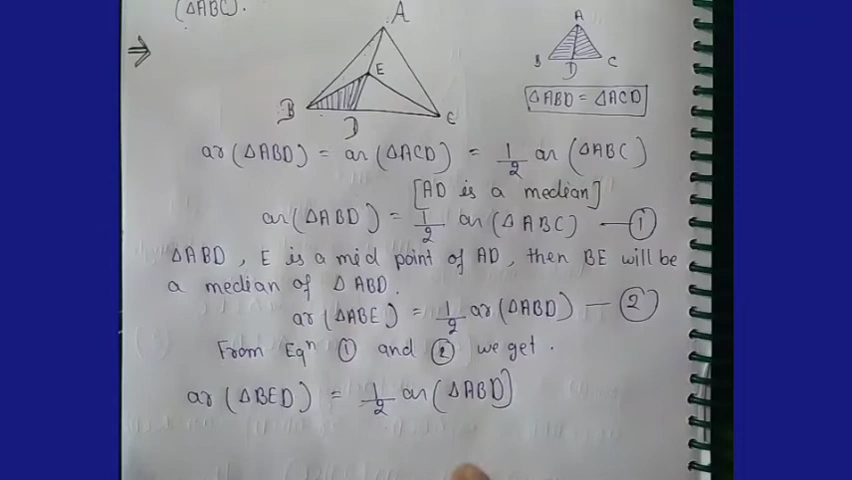 (ΔABC).
⇒
A
E
B
D
C
A
B
D
C
ΔABD = ΔACD
ar(ΔABD) = ar(ΔACD) = 1/2 ar(ΔABC)
[AD is a median]
ar(ΔABD) = 1/2 ar(ΔABC) — ①
ΔABD, E is a mid point of AD, then BE will be
a median of ΔABD.
ar(ΔABE) = 1/2 ar(ΔABD) — ②
From Eqⁿ ① and ② we get.
ar(ΔBED) = 1/2 ar(ΔABD)